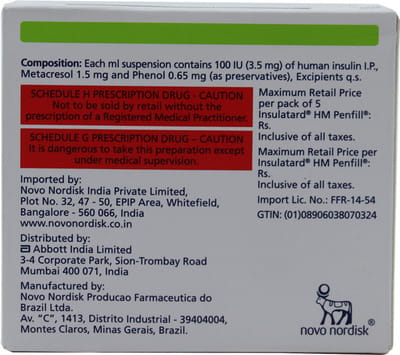 Composition: Each ml suspension contains 100 IU (3.5 mg) of human insulin I.P.,
Metacresol 1.5 mg and Phenol 0.65 mg (as preservatives), Excipients q.s.
SCHEDULE H PRESCRIPTION DRUG - CAUTION
Not to be sold by retail without the
prescription of a Registered Medical Practitioner.
SCHEDULE G PRESCRIPTION DRUG – CAUTION
It is dangerous to take this preparation except
under medical supervision.
Imported by:
Novo Nordisk India Private Limited,
Plot No. 32, 47 - 50, EPIP Area, Whitefield,
Bangalore - 560 066, India
www.novonordisk.co.in
Distributed by:
Abbott India Limited
3-4 Corporate Park, Sion-Trombay Road
Mumbai 400 071, India
Manufactured by:
Novo Nordisk Producao Farmaceutica do
Brazil Ltda.
Av. “C”, 1413, Distrito Industrial - 39404004,
Montes Claros, Minas Gerais, Brazil.
Maximum Retail Price
per pack of 5
Insulatard® HM Penfill®:
Rs.
Inclusive of all taxes.
Maximum Retail Price per
Insulatard® HM Penfill®:
Rs.
Inclusive of all taxes.
Import Lic. No.: FFR-14-54
GTIN: (01)08906038070324
novo nordisk®